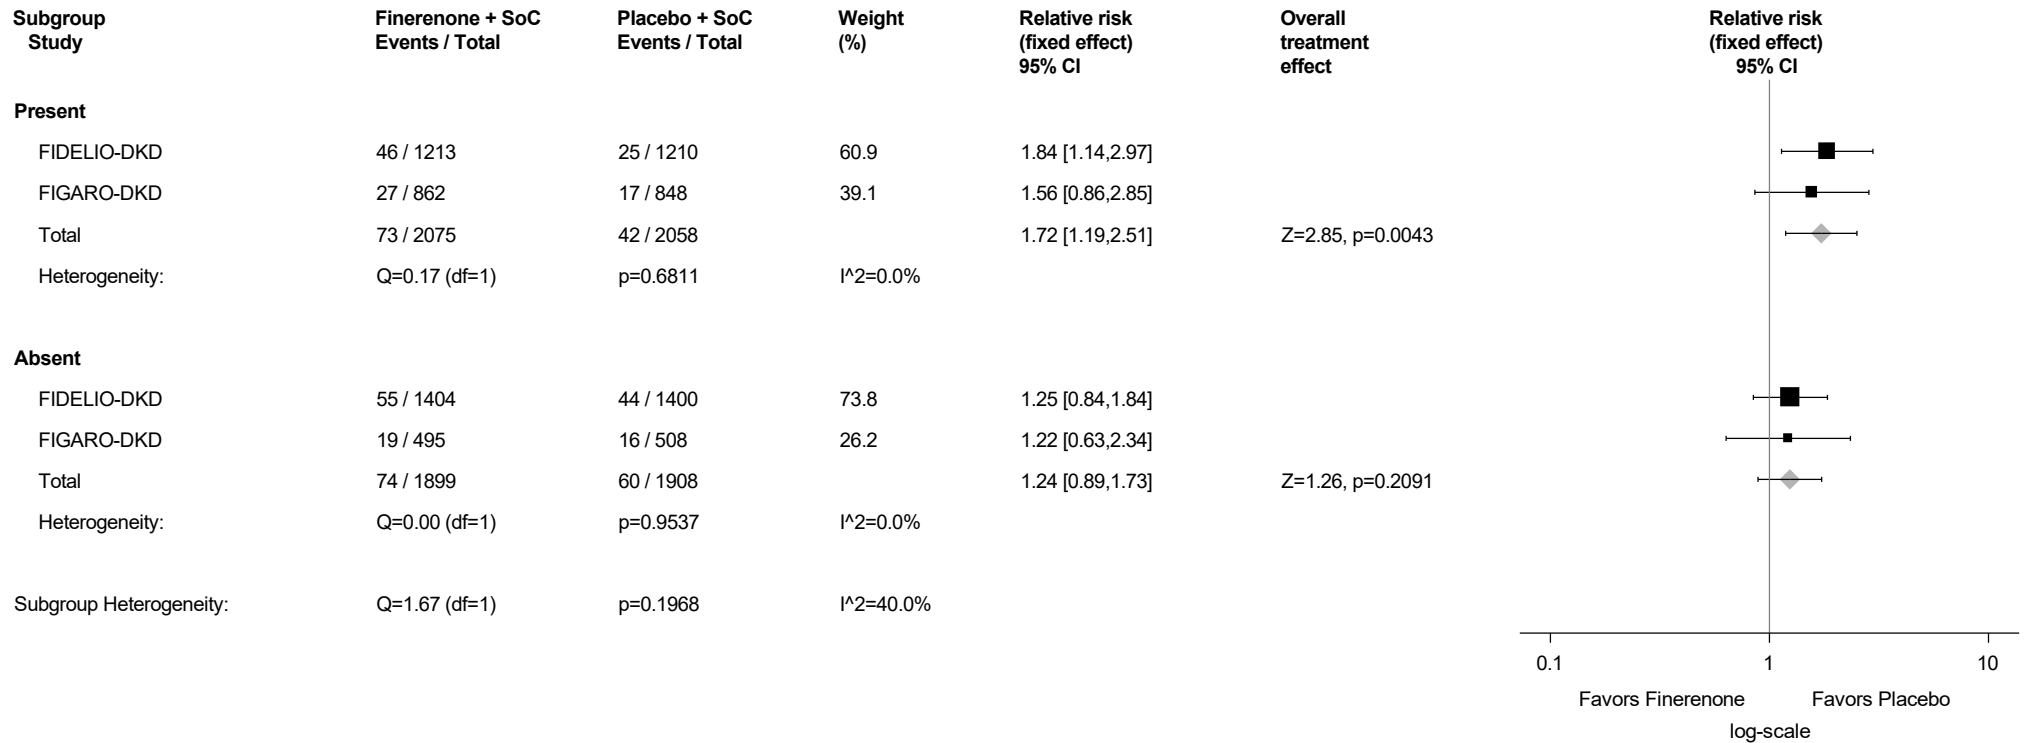 Subgroup Finerenone + SoC Placebo + SoC Weight Relative risk Overall Relative risk
Study Events / Total Events / Total (%) (fixed effect) treatment (fixed effect)
95% CI effect 95% CI
Present
FIDELIO-DKD 46 / 1213 25 / 1210 60.9 1.84 [1.14,2.97]
FIGARO-DKD 27 / 862 17 / 848 39.1 1.56 [0.86,2.85]
Total 73 / 2075 42 / 2058 1.72 [1.19,2.51] Z=2.85, p=0.0043
Heterogeneity: Q=0.17 (df=1) p=0.6811 I^2=0.0%
Absent
FIDELIO-DKD 55 / 1404 44 / 1400 73.8 1.25 [0.84,1.84]
FIGARO-DKD 19 / 495 16 / 508 26.2 1.22 [0.63,2.34]
Total 74 / 1899 60 / 1908 1.24 [0.89,1.73] Z=1.26, p=0.2091
Heterogeneity: Q=0.00 (df=1) p=0.9537 I^2=0.0%
Subgroup Heterogeneity: Q=1.67 (df=1) p=0.1968 I^2=40.0%
0.1 1 10
Favors Finerenone Favors Placebo
log-scale